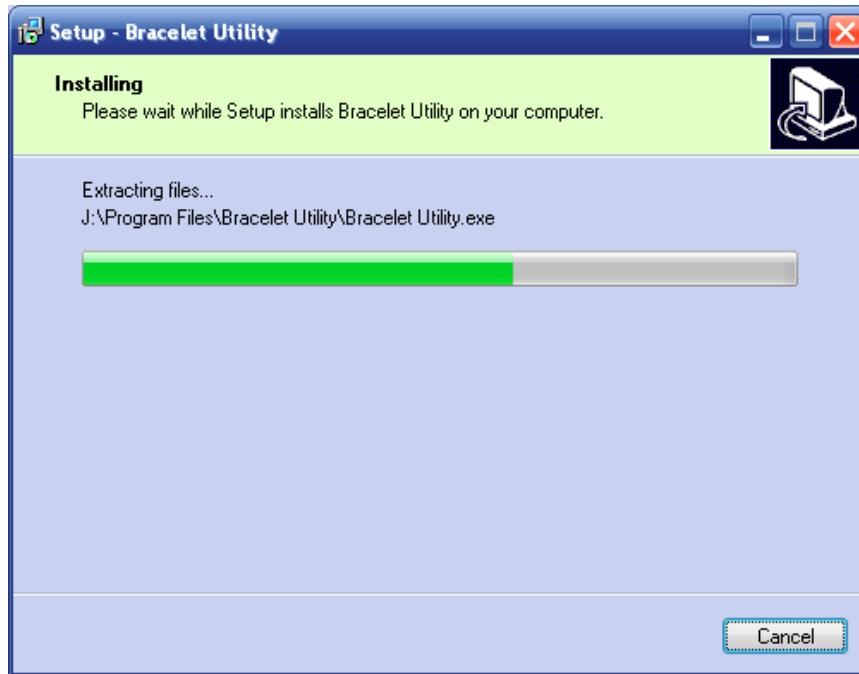 Setup - Bracelet Utility
Installing
Please wait while Setup installs Bracelet Utility on your computer.
Extracting files...
J:\Program Files\Bracelet Utility\Bracelet Utility.exe
Cancel